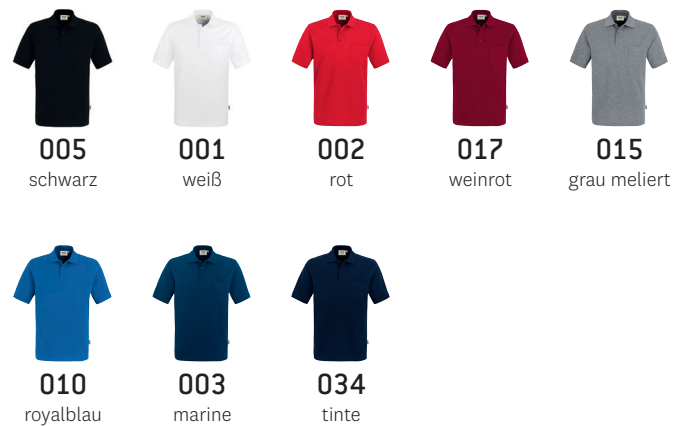 005 001 002 017 015
schwarz weiß rot weinrot grau meliert
010 003 034
royalblau marine tinte